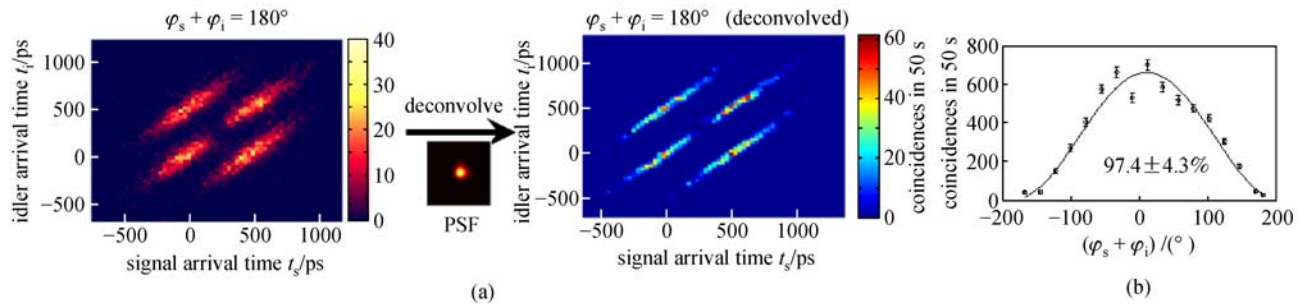 φs + φi = 180°
idler arrival time ti/ps
1000
500
0
−500
−500 0 500 1000
signal arrival time ts/ps
40
30
20
10
0
deconvolve
PSF
φs + φi = 180° (deconvolved)
idler arrival time ti/ps
1000
500
0
−500
−500 0 500 1000
signal arrival time ts/ps
60
40
20
0
coincidences in 50 s
(a)
coincidences in 50 s
800
600
400
200
0
97.4±4.3%
−200 −100 0 100 200
(φs + φi) /(° )
(b)